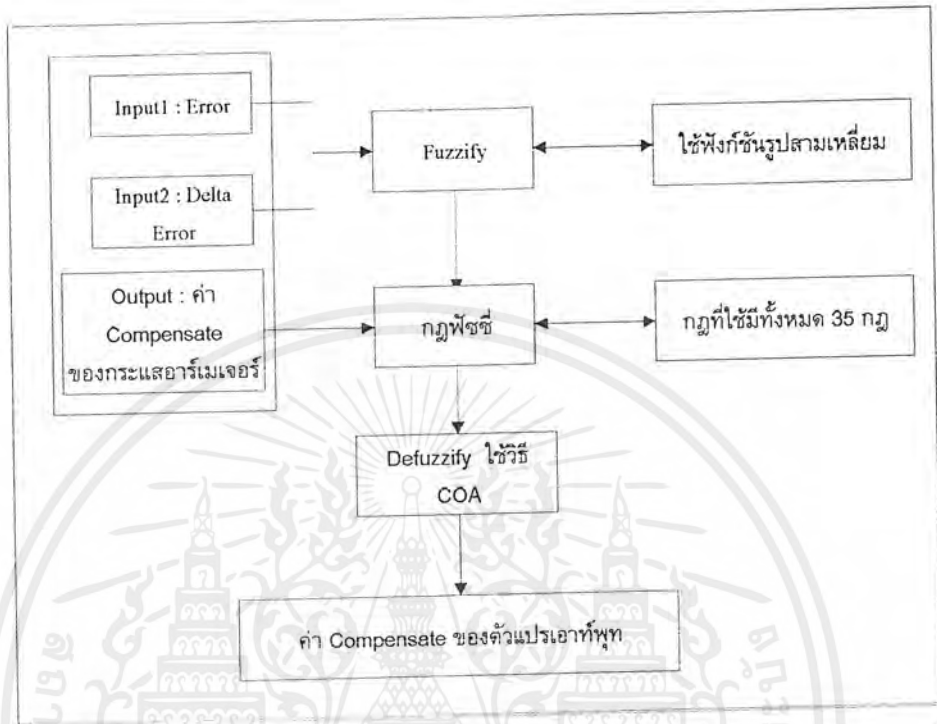 Input1 : Error
Fuzzify
ใช้ฟังก์ชันรูปสามเหลี่ยม
Input2 : Delta
Error
Output : ค่า
Compensate
ของกระแสอาร์เมเจอร์
กฎฟัซซี่
กฎที่ใช้มีทั้งหมด 35 กฎ
Defuzzify ใช้วิธี
COA
ค่า Compensate ของตัวแปรเอาท์พุท